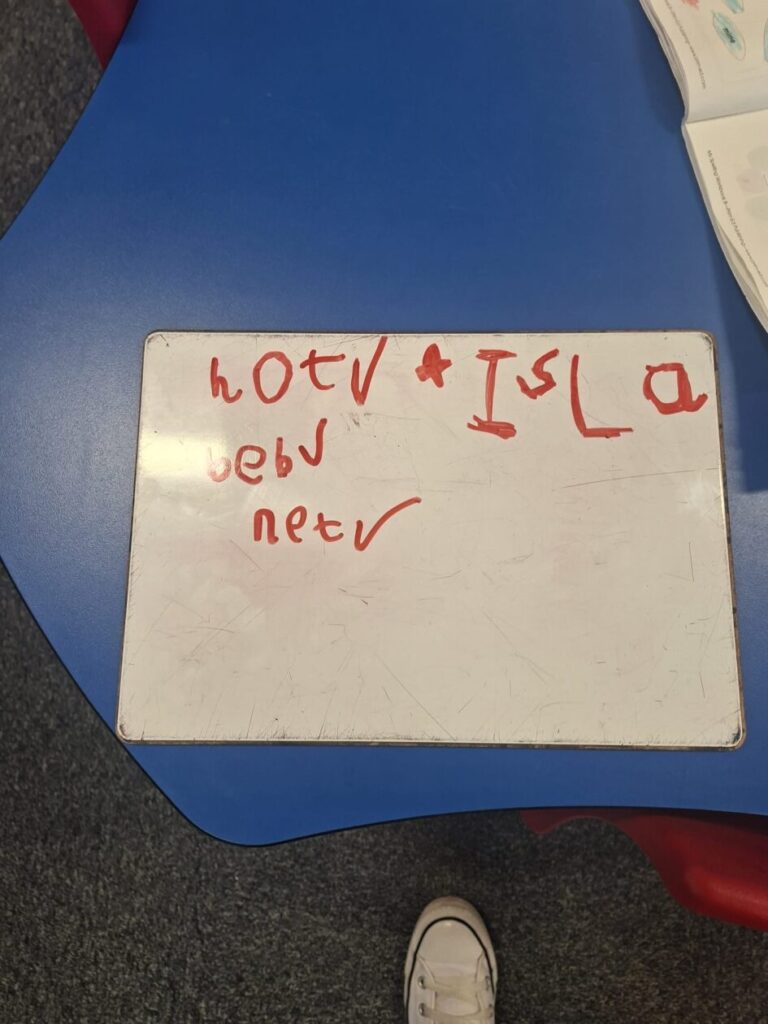 hOt✓ * IsLa
beb✓
net✓